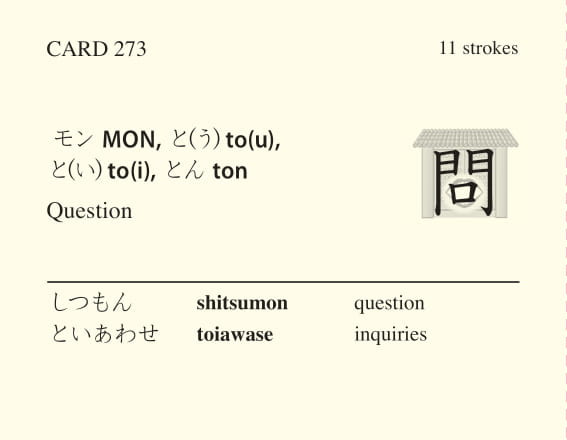 CARD 273
11 strokes
モン MON, と(う) to(u),
と(い) to(i), とん ton
問
Question
しつもん shitsumon question
といあわせ toiawase inquiries